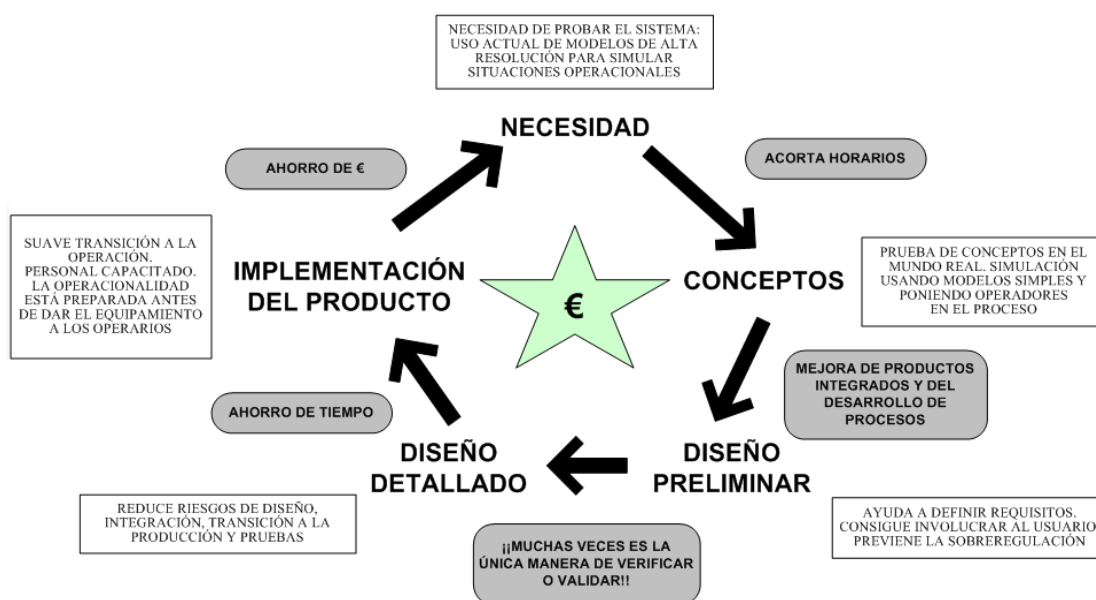 NECESIDAD DE PROBAR EL SISTEMA:
USO ACTUAL DE MODELOS DE ALTA
RESOLUCIÓN PARA SIMULAR
SITUACIONES OPERACIONALES
NECESIDAD
AHORRO DE €
ACORTA HORARIOS
SUAVE TRANSICIÓN A LA
OPERACIÓN.
PERSONAL CAPACITADO.
LA OPERACIONALIDAD
ESTÁ PREPARADA ANTES
DE DAR EL EQUIPAMIENTO
A LOS OPERARIOS
IMPLEMENTACIÓN
DEL PRODUCTO
€
CONCEPTOS
PRUEBA DE CONCEPTOS EN EL
MUNDO REAL. SIMULACIÓN
USANDO MODELOS SIMPLES Y
PONIENDO OPERADORES
EN EL PROCESO
MEJORA DE PRODUCTOS
INTEGRADOS Y DEL
DESARROLLO DE
PROCESOS
AHORRO DE TIEMPO
DISEÑO
DETALLADO
DISEÑO
PRELIMINAR
REDUCE RIESGOS DE DISEÑO,
INTEGRACIÓN, TRANSICIÓN A LA
PRODUCCIÓN Y PRUEBAS
¡¡MUCHAS VECES ES LA
ÚNICA MANERA DE VERIFICAR
O VALIDAR!!
AYUDA A DEFINIR REQUISITOS.
CONSIGUE INVOLUCRAR AL USUARIO
PREVIENE LA SOBREREGULACIÓN